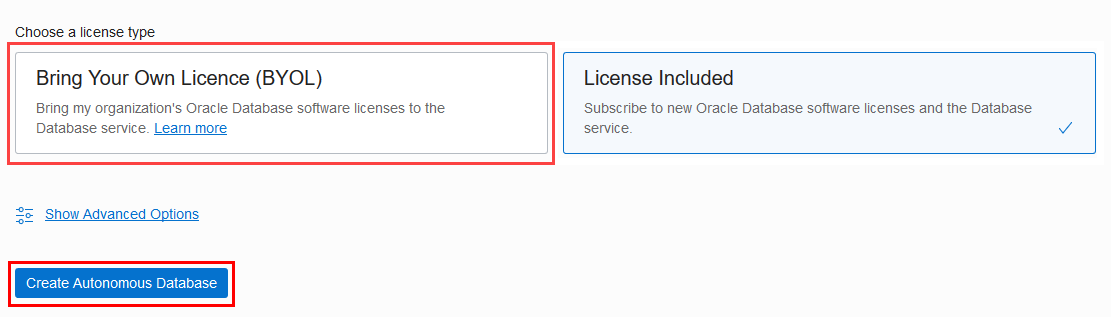 Choose a license type
Bring Your Own Licence (BYOL)
Bring my organization's Oracle Database software licenses to the
Database service. Learn more
License Included
Subscribe to new Oracle Database software licenses and the Database
service.
Show Advanced Options
Create Autonomous Database